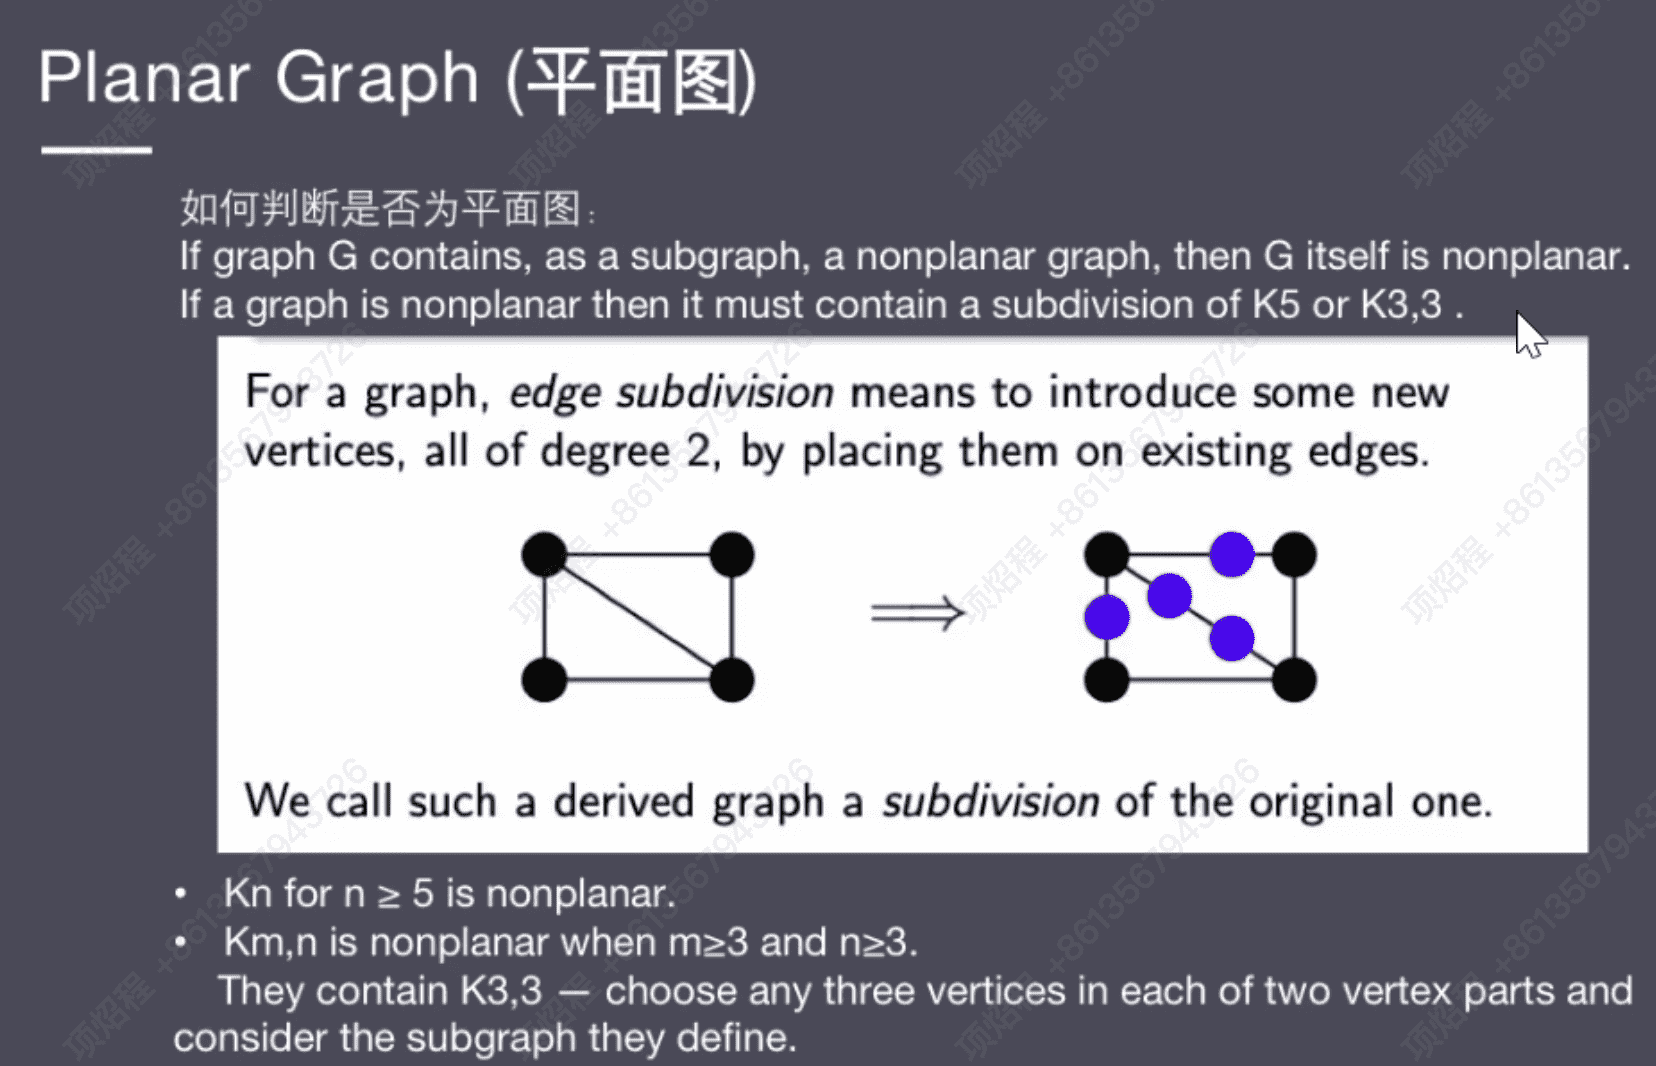 Planar Graph (平面图)
如何判断是否为平面图：
If graph G contains, as a subgraph, a nonplanar graph, then G itself is nonplanar.
If a graph is nonplanar then it must contain a subdivision of K5 or K3,3 .
For a graph, edge subdivision means to introduce some new
vertices, all of degree 2, by placing them on existing edges.
We call such a derived graph a subdivision of the original one.
• Kn for n ≥ 5 is nonplanar.
• Km,n is nonplanar when m≥3 and n≥3.
They contain K3,3 — choose any three vertices in each of two vertex parts and
consider the subgraph they define.
项焰程 +8613567943726